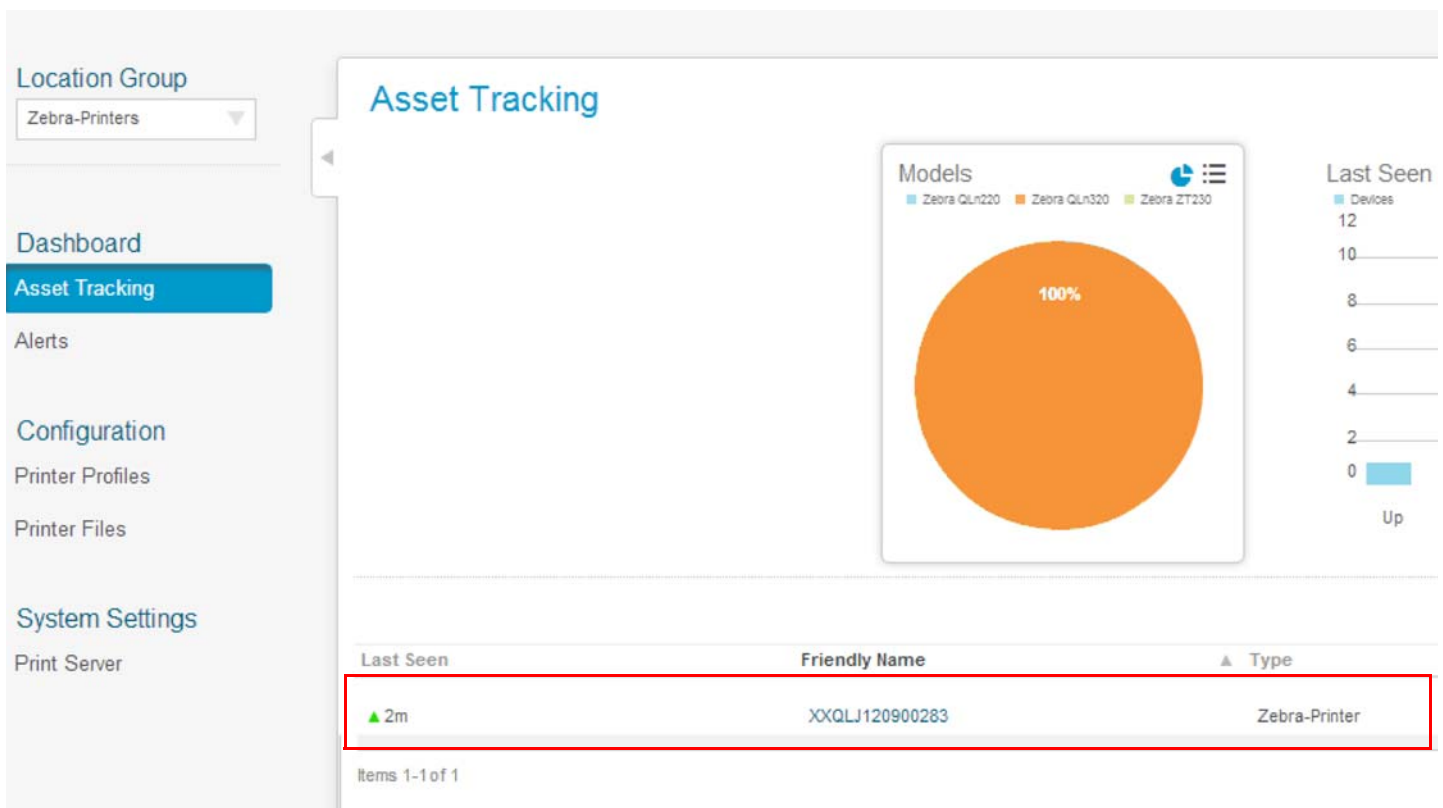 Location Group
Zebra-Printers
Dashboard
Asset Tracking
Alerts
Configuration
Printer Profiles
Printer Files
System Settings
Print Server
Asset Tracking
Models
Zebra QLn220 Zebra QLn320 Zebra ZT230
100%
Last Seen
Devices
12
10
8
6
4
2
0
Up
Last Seen Friendly Name Type
2m XXQLJ120900283 Zebra-Printer
Items 1-1 of 1